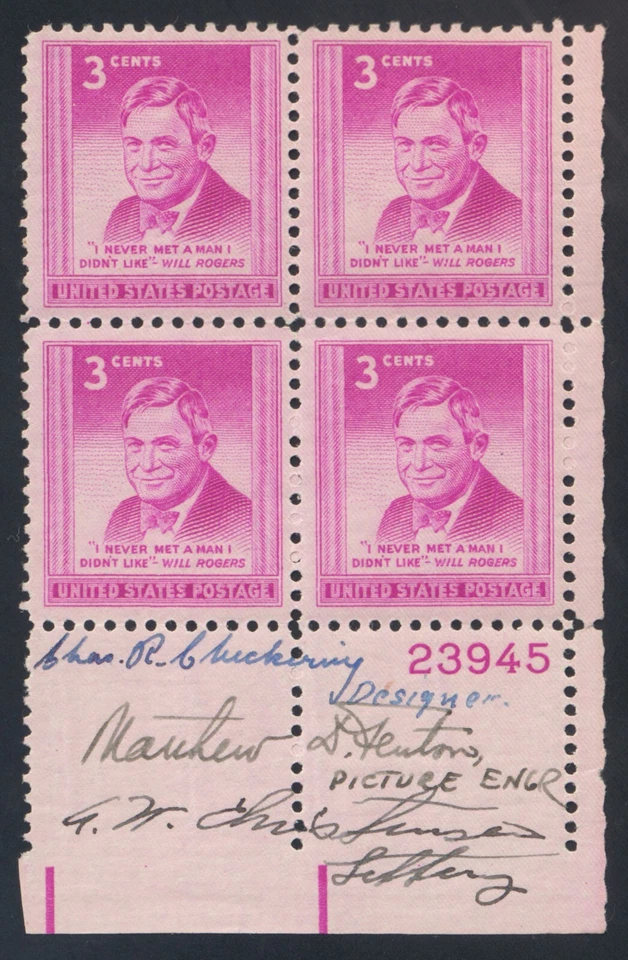 3 CENTS
"I NEVER MET A MAN I
DIDN'T LIKE"-WILL ROGERS
UNITED STATES POSTAGE
3 CENTS
"I NEVER MET A MAN I
DIDN'T LIKE"-WILL ROGERS
UNITED STATES POSTAGE
3 CENTS
"I NEVER MET A MAN I
DIDN'T LIKE"-WILL ROGERS
UNITED STATES POSTAGE
3 CENTS
"I NEVER MET A MAN I
DIDN'T LIKE"-WILL ROGERS
UNITED STATES POSTAGE
23945
Chas. R. Chickering
Designer.
Matthew D. Fenton,
PICTURE ENGR
A. W. Christensen
Lettering